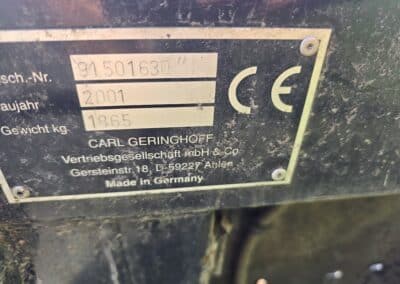 sch.-Nr. 91501630"
aujahr 2001
Gewicht kg. 1865
CE
CARL GERINGHOFF
Vertriebsgesellschaft mbH & Co
Gersteinstr. 18, D-59227 Ahlen
Made in Germany